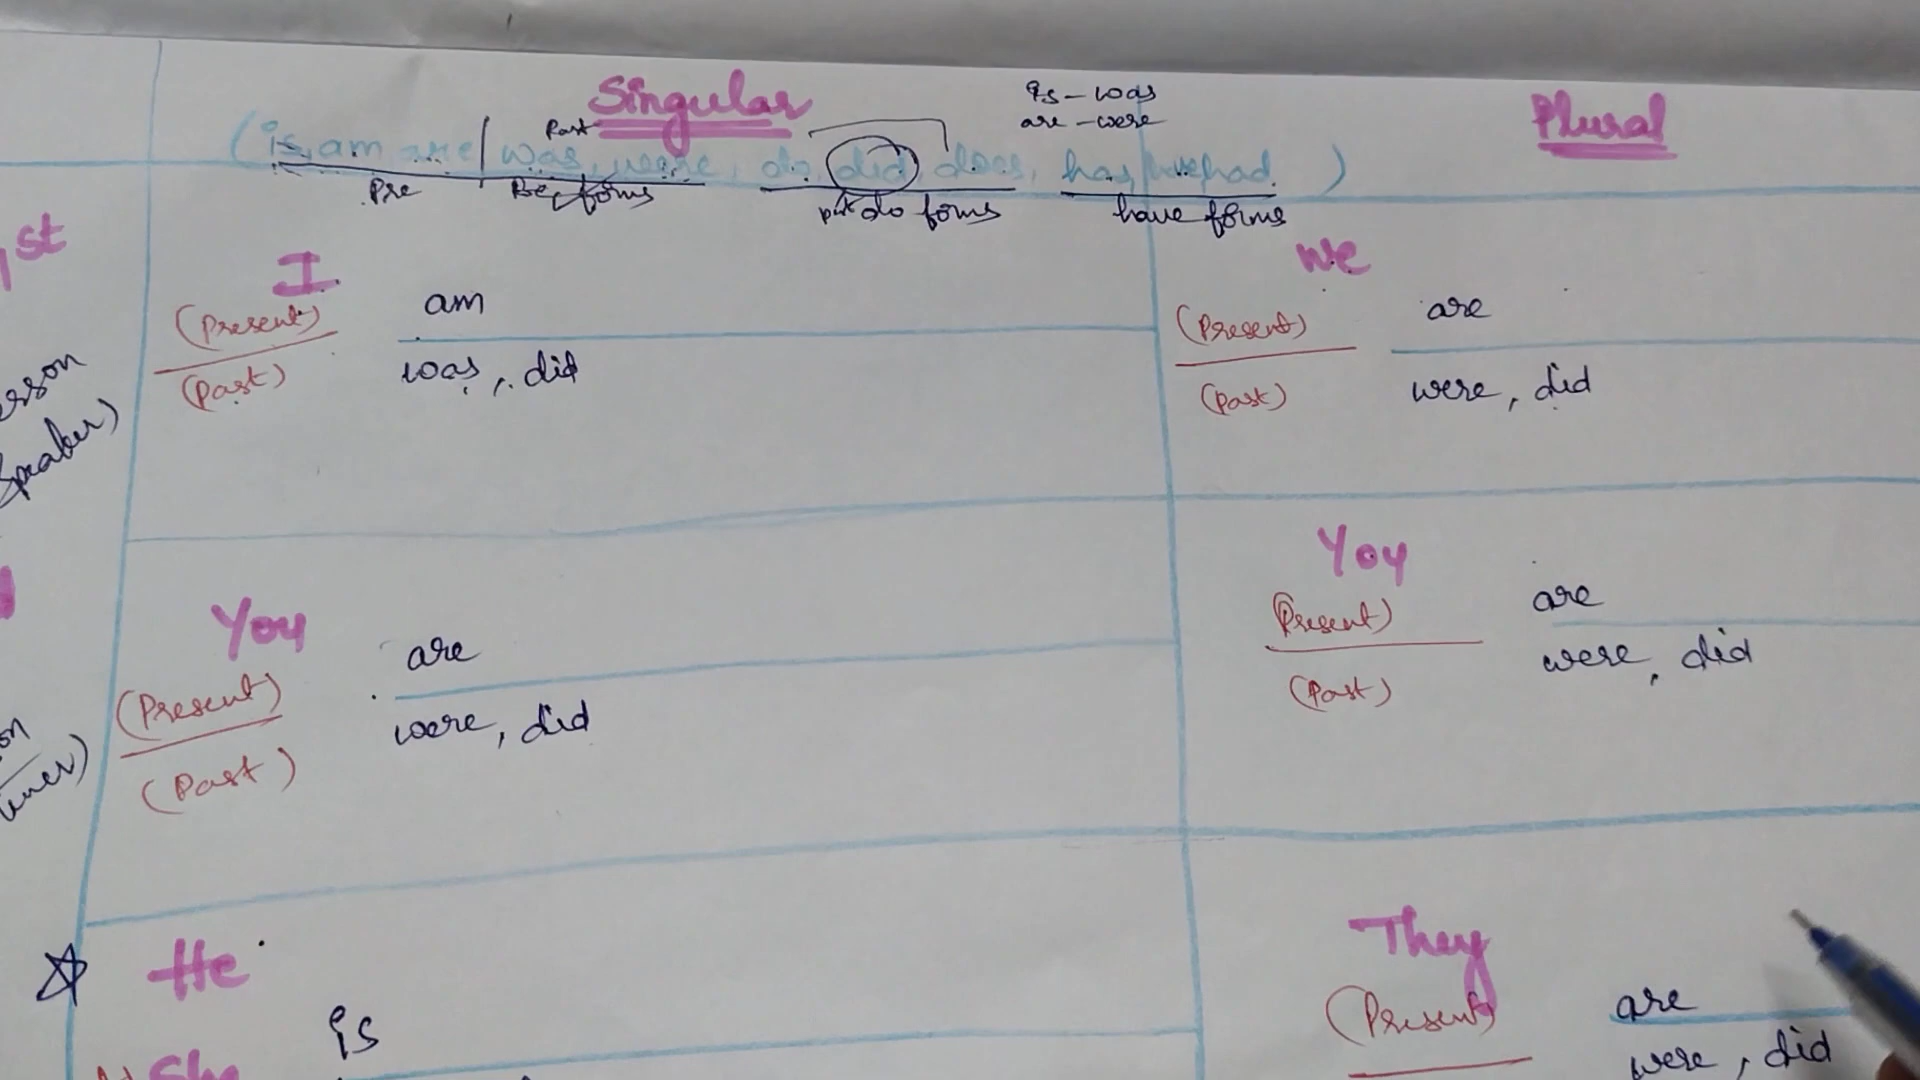 Singular
is - was
are - were
Plural
Past
(is, am are / was, were, do did does, has have had )
Pre
Be forms
past do forms
have forms
1st
Person
Speaker)
I
(Present)
(Past)
am
was, did
We
(Present)
(Past)
are
were, did
You
(Present)
(Past)
are
were, did
You
(Present)
(Past)
are
were, did
He
is
She
They
(Present)
are
were, did